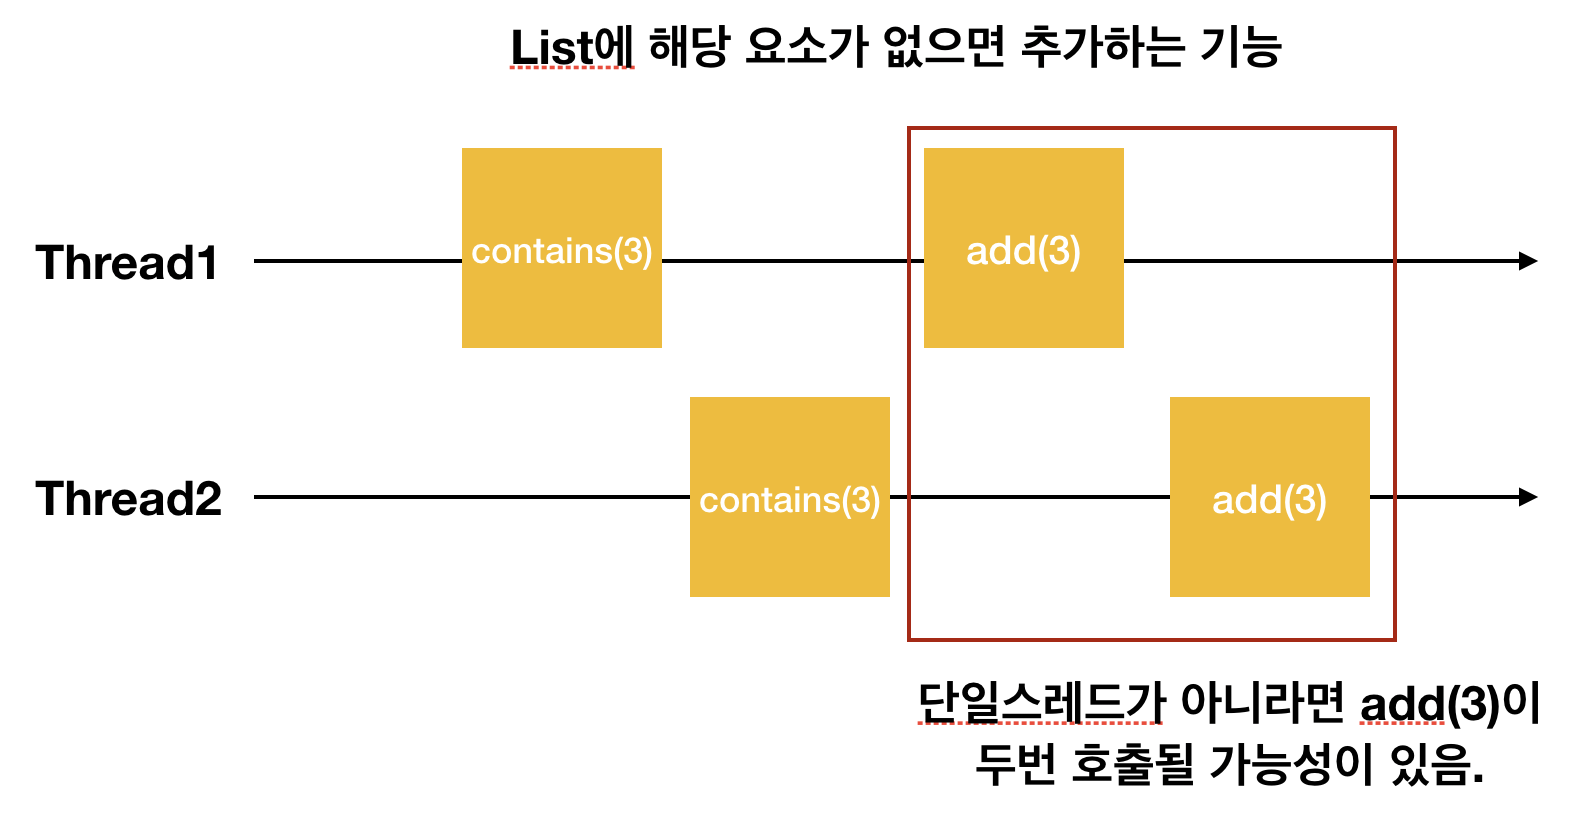 List에 해당 요소가 없으면 추가하는 기능
Thread1
contains(3)
add(3)
Thread2
contains(3)
add(3)
단일스레드가 아니라면 add(3)이
두번 호출될 가능성이 있음.